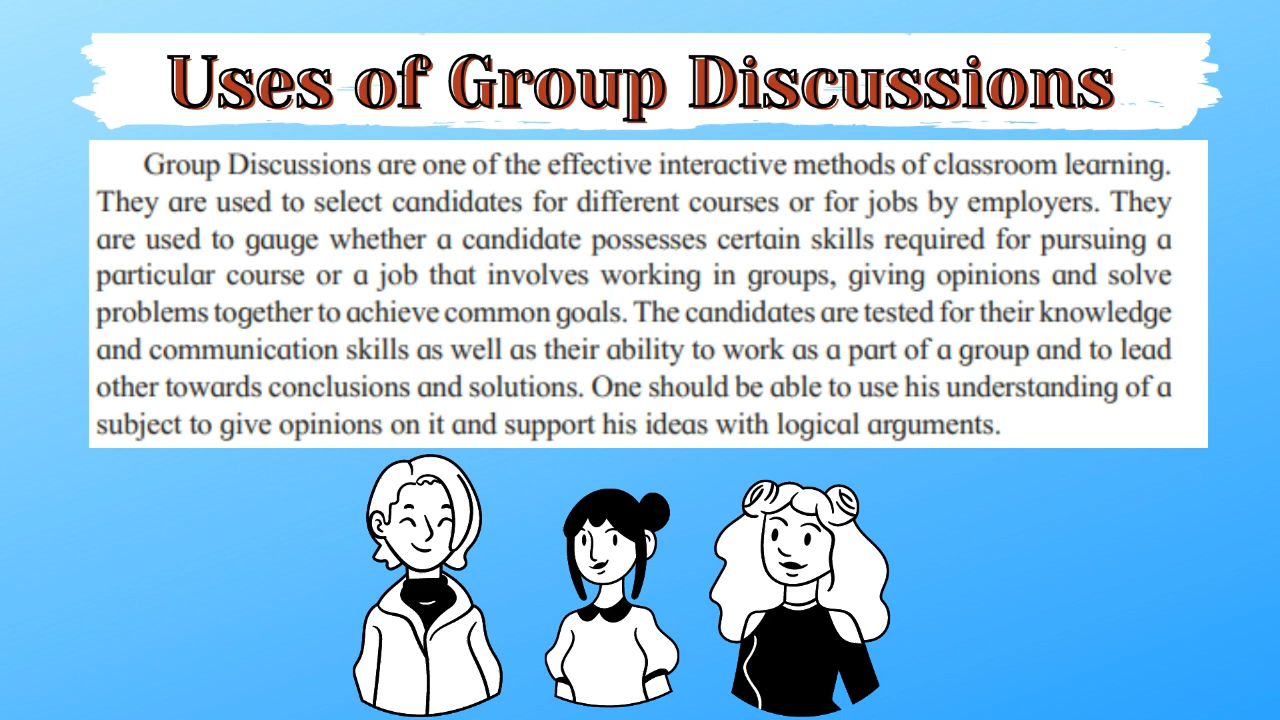 Uses of Group Discussions
Group Discussions are one of the effective interactive methods of classroom learning.
They are used to select candidates for different courses or for jobs by employers. They
are used to gauge whether a candidate possesses certain skills required for pursuing a
particular course or a job that involves working in groups, giving opinions and solve
problems together to achieve common goals. The candidates are tested for their knowledge
and communication skills as well as their ability to work as a part of a group and to lead
other towards conclusions and solutions. One should be able to use his understanding of a
subject to give opinions on it and support his ideas with logical arguments.